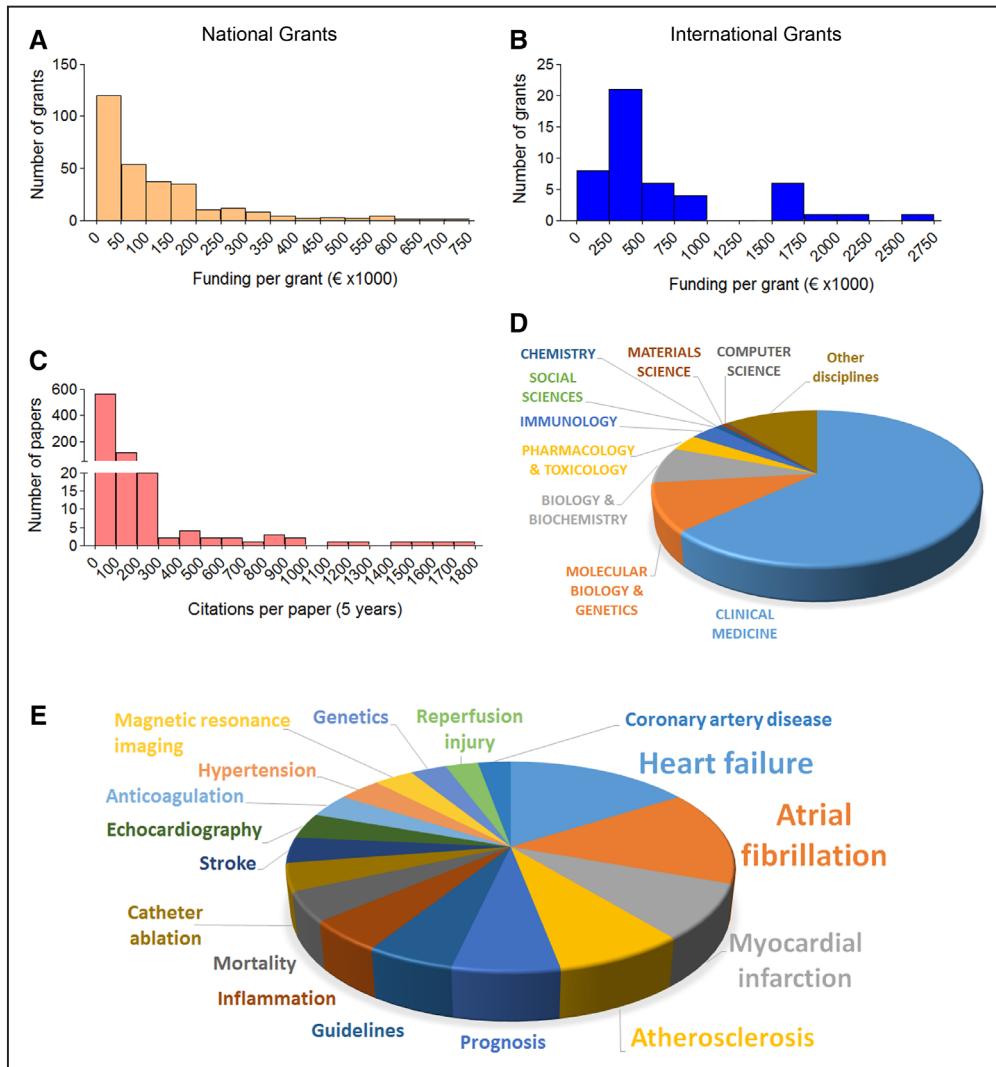 A
National Grants
Number of grants
150
100
50
0
0 50 100 150 200 250 300 350 400 450 500 550 600 650 700 750
Funding per grant (€ x1000)
B
International Grants
Number of grants
25
20
15
10
5
0
0 250 500 750 1000 1250 1500 1750 2000 2250 2500 2750
Funding per grant (€ x1000)
C
Number of papers
600
400
200
20
15
10
5
0
0 100 200 300 400 500 600 700 800 900 1000 1100 1200 1300 1400 1500 1600 1700 1800
Citations per paper (5 years)
D
CHEMISTRY
MATERIALS
SCIENCE
COMPUTER
SCIENCE
Other
disciplines
SOCIAL
SCIENCES
IMMUNOLOGY
PHARMACOLOGY
& TOXICOLOGY
BIOLOGY &
BIOCHEMISTRY
MOLECULAR
BIOLOGY &
GENETICS
CLINICAL
MEDICINE
E
Magnetic resonance
imaging
Genetics
Reperfusion
injury
Coronary artery disease
Heart failure
Hypertension
Anticoagulation
Echocardiography
Stroke
Atrial
fibrillation
Catheter
ablation
Myocardial
infarction
Mortality
Inflammation
Guidelines
Prognosis
Atherosclerosis